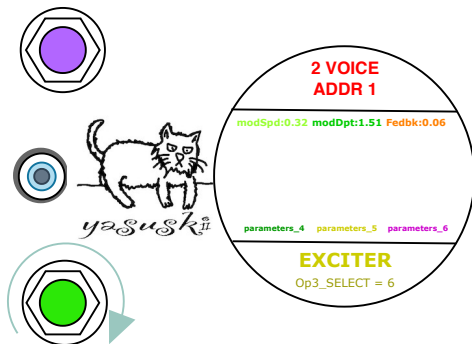 2 VOICE
ADDR 1
modSpd:0.32 modDpt:1.51 Fedbk:0.06
yasuski II
parameters_4 parameters_5 parameters_6
EXCITER
Op3_SELECT = 6